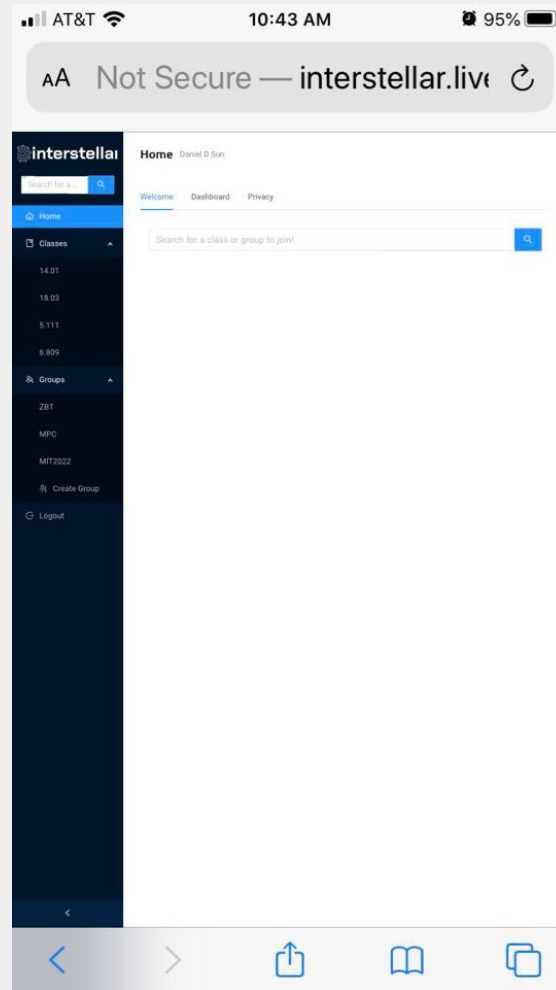 AT&T 10:43 AM 95%
AA Not Secure — interstellar.live
interstellar
Search for a...
Home
Classes
14.01
18.03
5.111
6.809
Groups
ZBT
MPC
MIT2022
Create Group
Logout
Home Daniel D Sun
Welcome Dashboard Privacy
Search for a class or group to join!